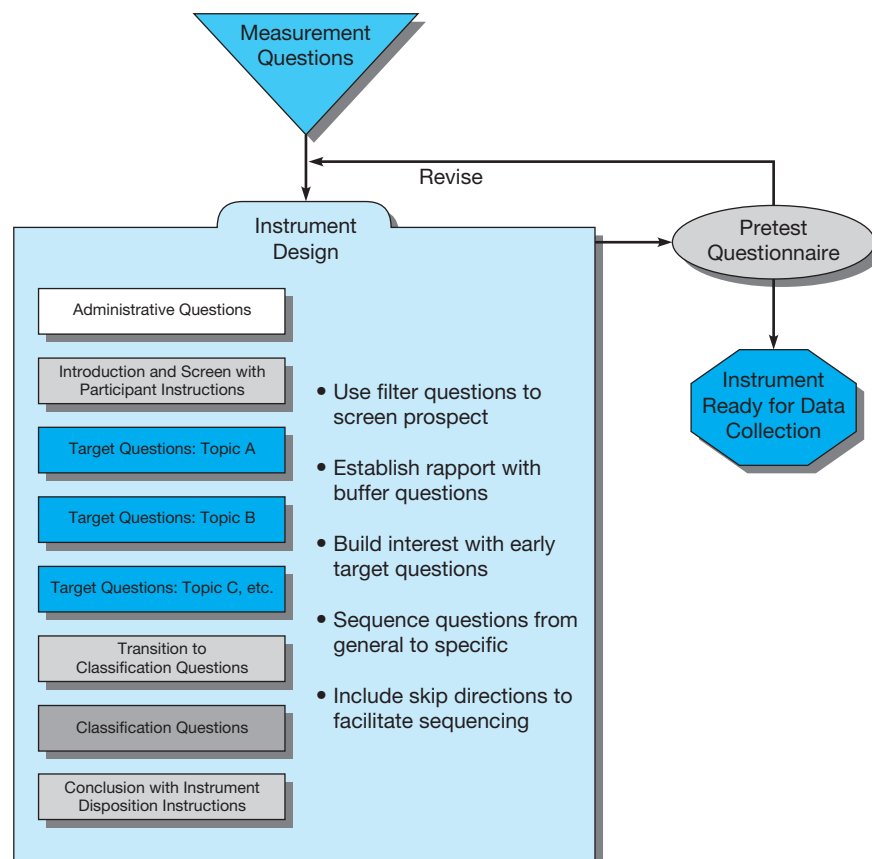 Measurement
Questions
Revise
Instrument
Design
Pretest
Questionnaire
Administrative Questions
Introduction and Screen with
Participant Instructions
Target Questions: Topic A
Target Questions: Topic B
Target Questions: Topic C, etc.
Transition to
Classification Questions
Classification Questions
Conclusion with Instrument
Disposition Instructions
• Use filter questions to
screen prospect
• Establish rapport with
buffer questions
• Build interest with early
target questions
• Sequence questions from
general to specific
• Include skip directions to
facilitate sequencing
Instrument
Ready for Data
Collection